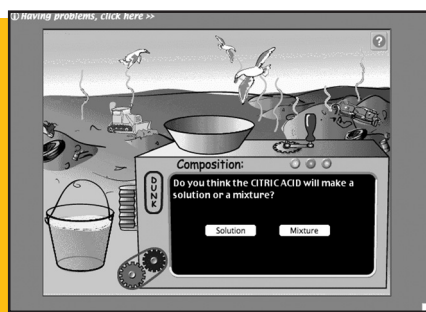 Having problems, click here >>
?
Composition:
DUNK
Do you think the CITRIC ACID will make a
solution or a mixture?
Solution Mixture